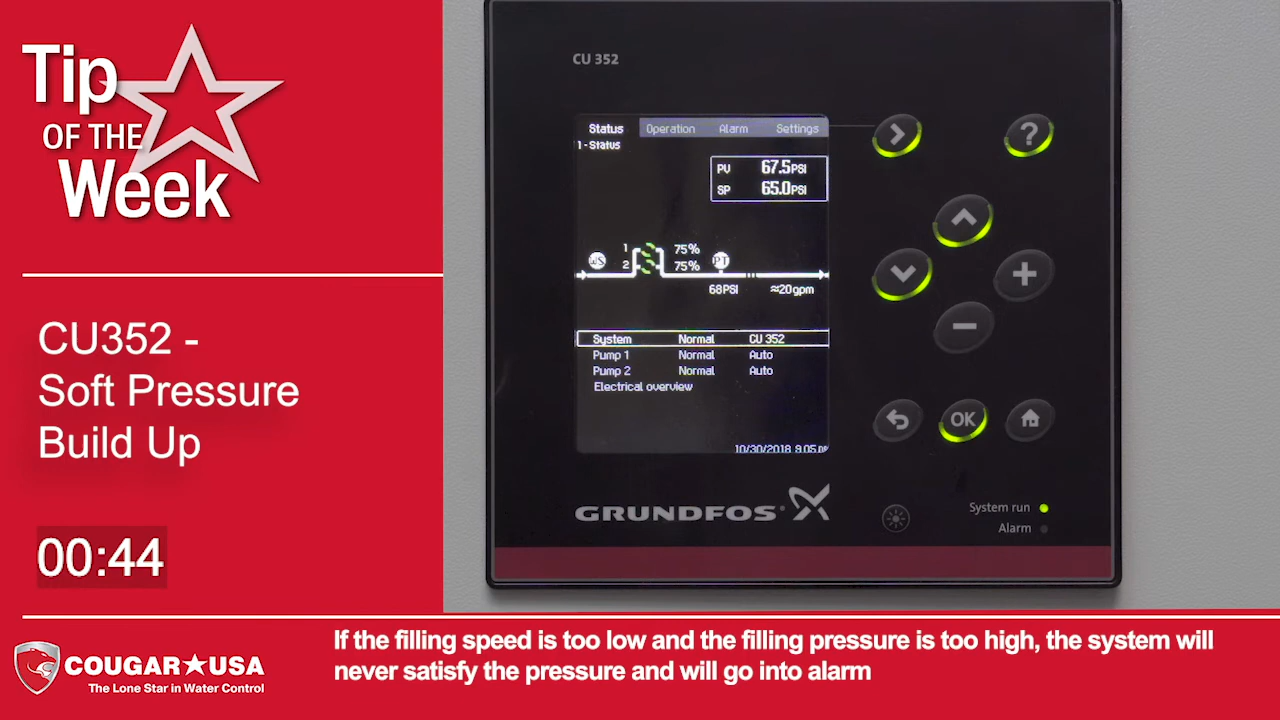 Tip
OF THE
Week
CU352 -
Soft Pressure
Build Up
00:44
COUGAR★USA
The Lone Star in Water Control
If the filling speed is too low and the filling pressure is too high, the system will
never satisfy the pressure and will go into alarm
CU 352
Status Operation Alarm Settings
1 - Status
PV 67.5PSI
SP 65.0PSI
1 75%
2 75%
WS PT
68PSI ≈20gpm
System Normal CU 352
Pump 1 Normal Auto
Pump 2 Normal Auto
Electrical overview
10/30/2018 9:05
?
OK
GRUNDFOS
System run
Alarm